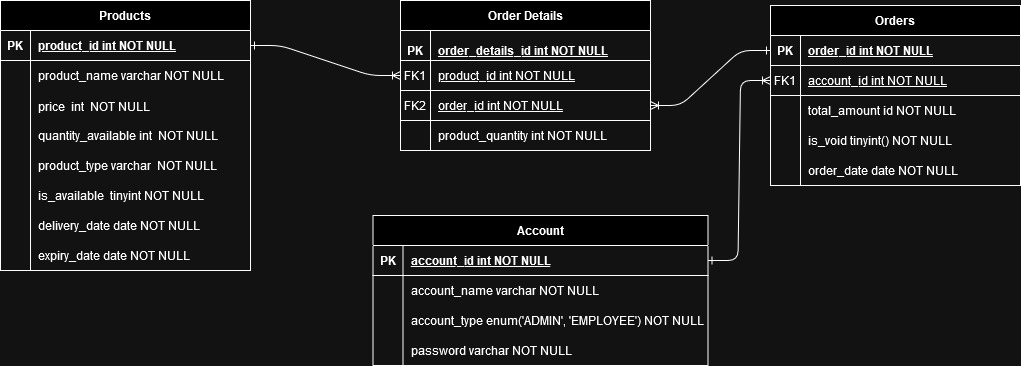 Products
PK product_id int NOT NULL
product_name varchar NOT NULL
price int NOT NULL
quantity_available int NOT NULL
product_type varchar NOT NULL
is_available tinyint NOT NULL
delivery_date date NOT NULL
expiry_date date NOT NULL
Order Details
PK order_details_id int NOT NULL
FK1 product_id int NOT NULL
FK2 order_id int NOT NULL
product_quantity int NOT NULL
Orders
PK order_id int NOT NULL
FK1 account_id int NOT NULL
total_amount id NOT NULL
is_void tinyint() NOT NULL
order_date date NOT NULL
Account
PK account_id int NOT NULL
account_name varchar NOT NULL
account_type enum('ADMIN', 'EMPLOYEE') NOT NULL
password varchar NOT NULL